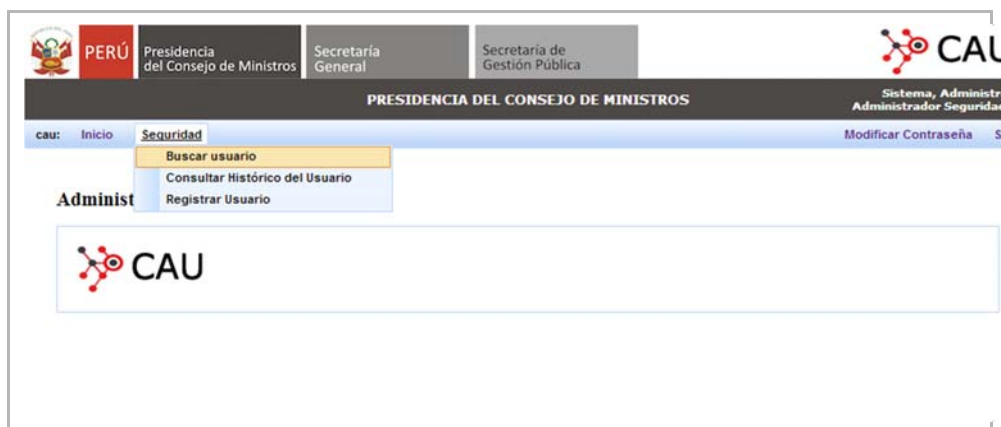 PERÚ
Presidencia
del Consejo de Ministros
Secretaría
General
Secretaría de
Gestión Pública
CAU
PRESIDENCIA DEL CONSEJO DE MINISTROS
Sistema, Administr
Administrador Segurida
cau: Inicio Seguridad Modificar Contraseña S
Buscar usuario
Consultar Histórico del Usuario
Registrar Usuario
Administ
CAU